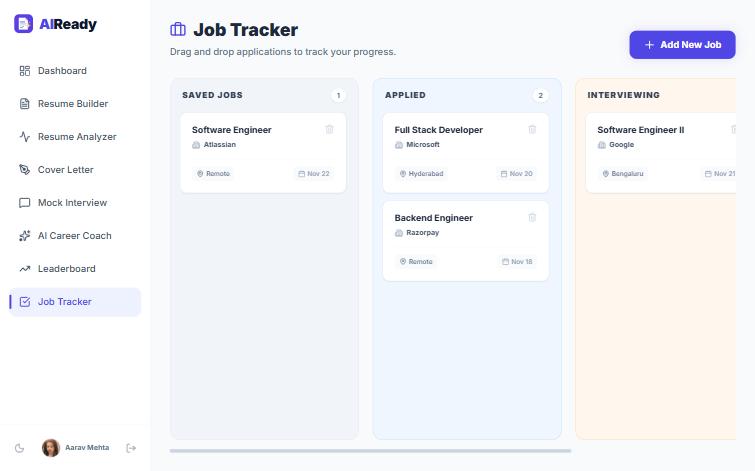 AIReady
Dashboard
Resume Builder
Resume Analyzer
Cover Letter
Mock Interview
AI Career Coach
Leaderboard
Job Tracker
Aarav Mehta
Job Tracker
Drag and drop applications to track your progress.
Add New Job
SAVED JOBS 1
Software Engineer
Atlassian
Remote Nov 22
APPLIED 2
Full Stack Developer
Microsoft
Hyderabad Nov 20
Backend Engineer
Razorpay
Remote Nov 18
INTERVIEWING
Software Engineer II
Google
Bengaluru Nov 21